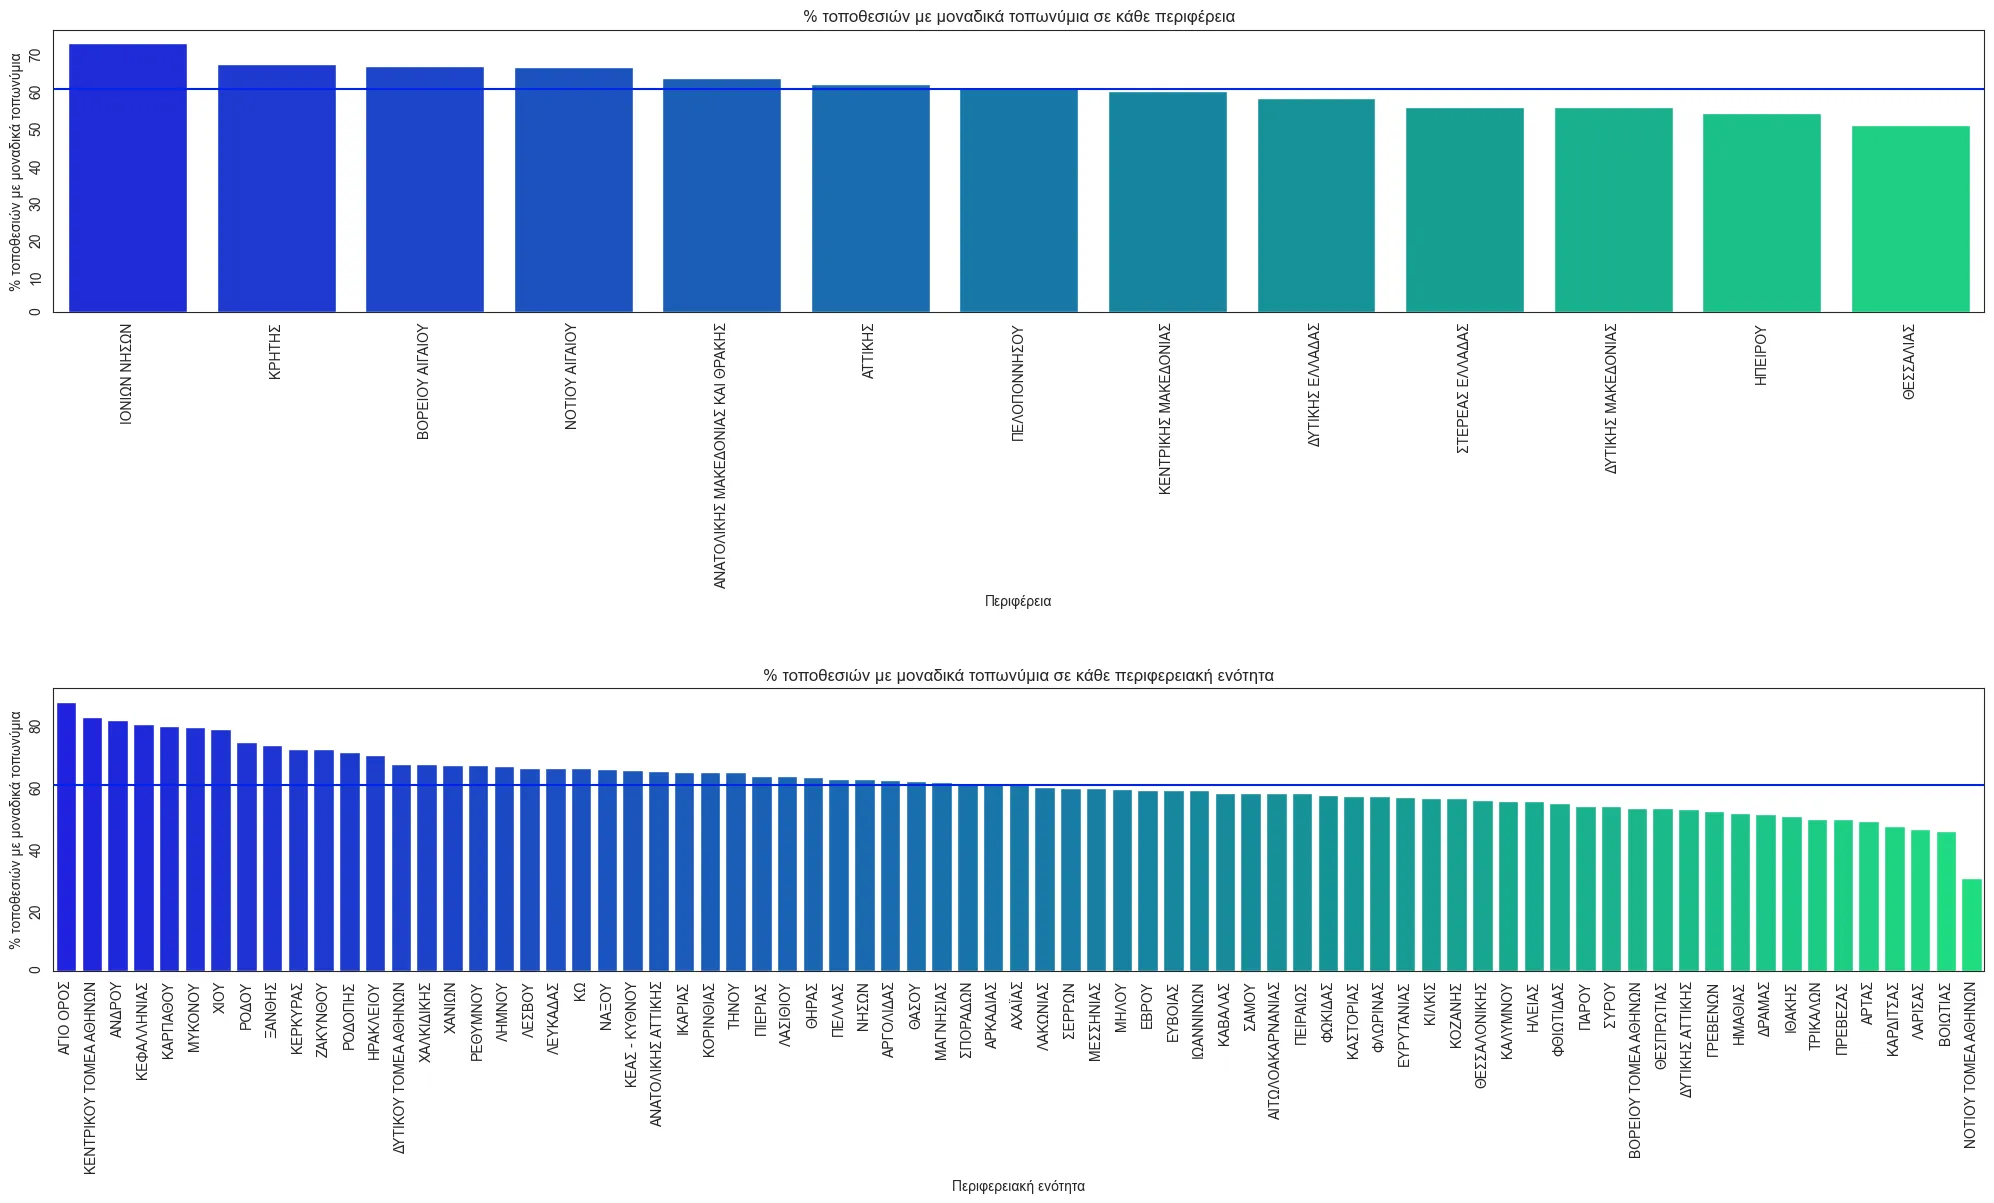 % τοποθεσιών με μοναδικά τοπωνύμια σε κάθε περιφέρεια
% τοποθεσιών με μοναδικά τοπωνύμια
70
60
50
40
30
20
10
0
ΙΟΝΙΩΝ ΝΗΣΩΝ
ΚΡΗΤΗΣ
ΒΟΡΕΙΟΥ ΑΙΓΑΙΟΥ
ΝΟΤΙΟΥ ΑΙΓΑΙΟΥ
ΑΝΑΤΟΛΙΚΗΣ ΜΑΚΕΔΟΝΙΑΣ ΚΑΙ ΘΡΑΚΗΣ
ΑΤΤΙΚΗΣ
ΠΕΛΟΠΟΝΝΗΣΟΥ
ΚΕΝΤΡΙΚΗΣ ΜΑΚΕΔΟΝΙΑΣ
ΔΥΤΙΚΗΣ ΕΛΛΑΔΑΣ
ΣΤΕΡΕΑΣ ΕΛΛΑΔΑΣ
ΔΥΤΙΚΗΣ ΜΑΚΕΔΟΝΙΑΣ
ΗΠΕΙΡΟΥ
ΘΕΣΣΑΛΙΑΣ
Περιφέρεια
% τοποθεσιών με μοναδικά τοπωνύμια σε κάθε περιφερειακή ενότητα
% τοποθεσιών με μοναδικά τοπωνύμια
80
60
40
20
0
ΑΓΙΟ ΟΡΟΣ
ΚΕΝΤΡΙΚΟΥ ΤΟΜΕΑ ΑΘΗΝΩΝ
ΑΝΔΡΟΥ
ΚΕΦΑΛΛΗΝΙΑΣ
ΚΑΡΠΑΘΟΥ
ΜΥΚΟΝΟΥ
ΧΙΟΥ
ΡΟΔΟΥ
ΞΑΝΘΗΣ
ΚΕΡΚΥΡΑΣ
ΖΑΚΥΝΘΟΥ
ΡΟΔΟΠΗΣ
ΗΡΑΚΛΕΙΟΥ
ΔΥΤΙΚΟΥ ΤΟΜΕΑ ΑΘΗΝΩΝ
ΧΑΛΚΙΔΙΚΗΣ
ΧΑΝΙΩΝ
ΡΕΘΥΜΝΟΥ
ΛΗΜΝΟΥ
ΛΕΣΒΟΥ
ΛΕΥΚΑΔΑΣ
ΚΩ
ΝΑΞΟΥ
ΚΕΑΣ - ΚΥΘΝΟΥ
ΑΝΑΤΟΛΙΚΗΣ ΑΤΤΙΚΗΣ
ΙΚΑΡΙΑΣ
ΚΟΡΙΝΘΙΑΣ
ΤΗΝΟΥ
ΠΙΕΡΙΑΣ
ΛΑΣΙΘΙΟΥ
ΘΗΡΑΣ
ΠΕΛΛΑΣ
ΝΗΣΩΝ
ΑΡΓΟΛΙΔΑΣ
ΘΑΣΟΥ
ΜΑΓΝΗΣΙΑΣ
ΣΠΟΡΑΔΩΝ
ΑΡΚΑΔΙΑΣ
ΑΧΑΪΑΣ
ΛΑΚΩΝΙΑΣ
ΣΕΡΡΩΝ
ΜΕΣΣΗΝΙΑΣ
ΜΗΛΟΥ
ΕΒΡΟΥ
ΕΥΒΟΙΑΣ
ΙΩΑΝΝΙΝΩΝ
ΚΑΒΑΛΑΣ
ΣΑΜΟΥ
ΑΙΤΩΛΟΑΚΑΡΝΑΝΙΑΣ
ΠΕΙΡΑΙΩΣ
ΦΩΚΙΔΑΣ
ΚΑΣΤΟΡΙΑΣ
ΦΛΩΡΙΝΑΣ
ΕΥΡΥΤΑΝΙΑΣ
ΚΙΛΚΙΣ
ΚΟΖΑΝΗΣ
ΘΕΣΣΑΛΟΝΙΚΗΣ
ΚΑΛΥΜΝΟΥ
ΗΛΕΙΑΣ
ΦΘΙΩΤΙΔΑΣ
ΠΑΡΟΥ
ΣΥΡΟΥ
ΒΟΡΕΙΟΥ ΤΟΜΕΑ ΑΘΗΝΩΝ
ΘΕΣΠΡΩΤΙΑΣ
ΔΥΤΙΚΗΣ ΑΤΤΙΚΗΣ
ΓΡΕΒΕΝΩΝ
ΗΜΑΘΙΑΣ
ΔΡΑΜΑΣ
ΙΘΑΚΗΣ
ΤΡΙΚΑΛΩΝ
ΠΡΕΒΕΖΑΣ
ΑΡΤΑΣ
ΚΑΡΔΙΤΣΑΣ
ΛΑΡΙΣΑΣ
ΒΟΙΩΤΙΑΣ
ΝΟΤΙΟΥ ΤΟΜΕΑ ΑΘΗΝΩΝ
Περιφερειακή ενότητα